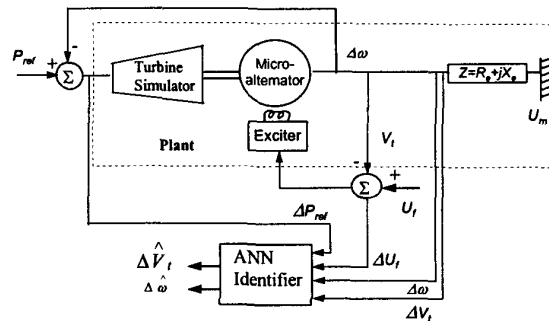 P_ref
+
-
Σ
Turbine
Simulator
Micro-
alternator
Δω
Z=R_e+jX_e
U_m
Exciter
Plant
V_t
-
+
Σ
U_f
ΔP_ref
ΔV̂_t
Δω̂
ANN
Identifier
ΔU_f
Δω
ΔV_t